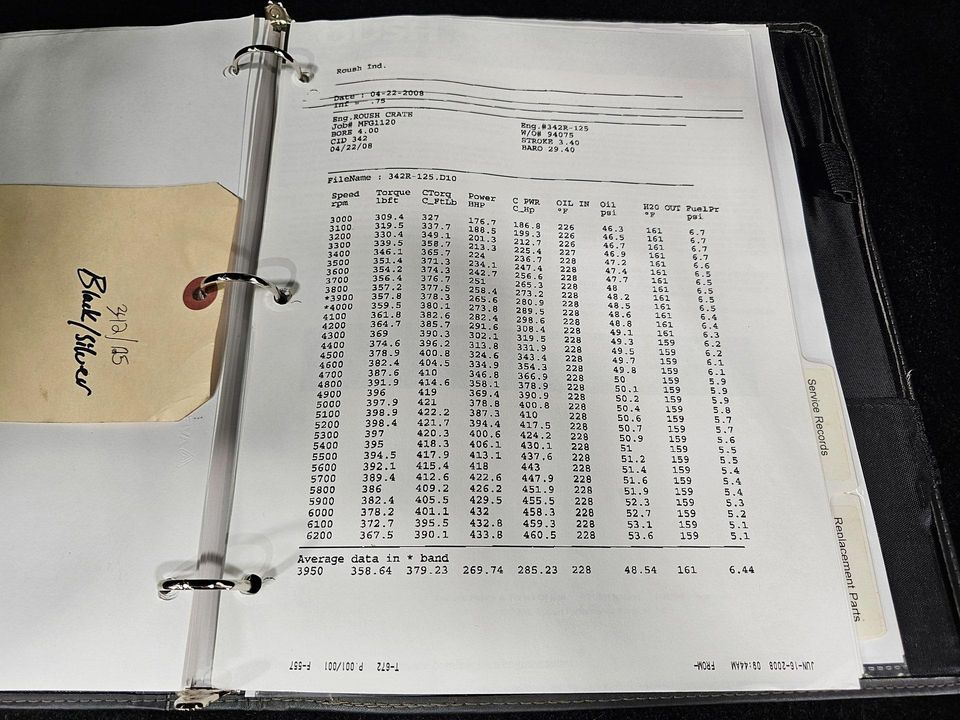 Roush Ind.
Date : 04-22-2008
Inf = .75
Eng.ROUSH CRATE Eng.#342R-125
Job# MFG1120 W/O# 94075
BORE 4.00 STROKE 3.40
CID 342 BARO 29.40
04/22/08
FileName : 342R-125.D10
Speed Torque CTorq Power C PWR OIL IN Oil H20 OUT FuelPr
rpm lbft C_FtLb BHP C_Hp °F psi °F psi
3000 309.4 327 176.7 186.8 226 46.3 161 6.7
3100 319.5 337.7 188.5 199.3 226 46.5 161 6.7
3200 330.4 349.1 201.3 212.7 226 46.7 161 6.7
3300 339.5 358.7 213.3 225.4 227 46.9 161 6.7
3400 346.1 365.7 224 236.7 228 47.2 161 6.6
3500 351.4 371.3 234.1 247.4 228 47.4 161 6.5
3600 354.2 374.3 242.7 256.6 228 47.7 161 6.5
3700 356.4 376.7 251 265.3 228 48 161 6.5
3800 357.2 377.5 258.4 273.2 228 48.2 161 6.5
*3900 357.8 378.3 265.6 280.9 228 48.5 161 6.5
*4000 359.5 380.1 273.8 289.5 228 48.6 161 6.4
4100 361.8 382.6 282.4 298.6 228 48.8 161 6.4
4200 364.7 385.7 291.6 308.4 228 49.1 161 6.3
4300 369 390.3 302.1 319.5 228 49.3 159 6.2
4400 374.6 396.2 313.8 331.9 228 49.5 159 6.2
4500 378.9 400.8 324.6 343.4 228 49.7 159 6.1
4600 382.4 404.5 334.9 354.3 228 49.8 159 6.1
4700 387.6 410 346.8 366.9 228 50 159 5.9
4800 391.9 414.6 358.1 378.9 228 50.1 159 5.9
4900 396 419 369.4 390.9 228 50.2 159 5.9
5000 397.9 421 378.8 400.8 228 50.4 159 5.8
5100 398.9 422.2 387.3 410 228 50.6 159 5.7
5200 398.4 421.7 394.4 417.5 228 50.7 159 5.7
5300 397 420.3 400.6 424.2 228 50.9 159 5.6
5400 395 418.3 406.1 430.1 228 51 159 5.5
5500 394.5 417.9 413.1 437.6 228 51.2 159 5.5
5600 392.1 415.4 418 443 228 51.4 159 5.4
5700 389.4 412.6 422.6 447.9 228 51.6 159 5.4
5800 386 409.2 426.2 451.9 228 51.9 159 5.4
5900 382.4 405.5 429.5 455.5 228 52.3 159 5.3
6000 378.2 401.1 432 458.3 228 52.7 159 5.2
6100 372.7 395.5 432.8 459.3 228 53.1 159 5.1
6200 367.5 390.1 433.8 460.5 228 53.6 159 5.1
Average data in * band
3950 358.64 379.23 269.74 285.23 228 48.54 161 6.44
JUN-16-2008 09:44AM FROM- T-672 P.001/001 F-557
342/125
Black/Silver
Service Records
Replacement Parts